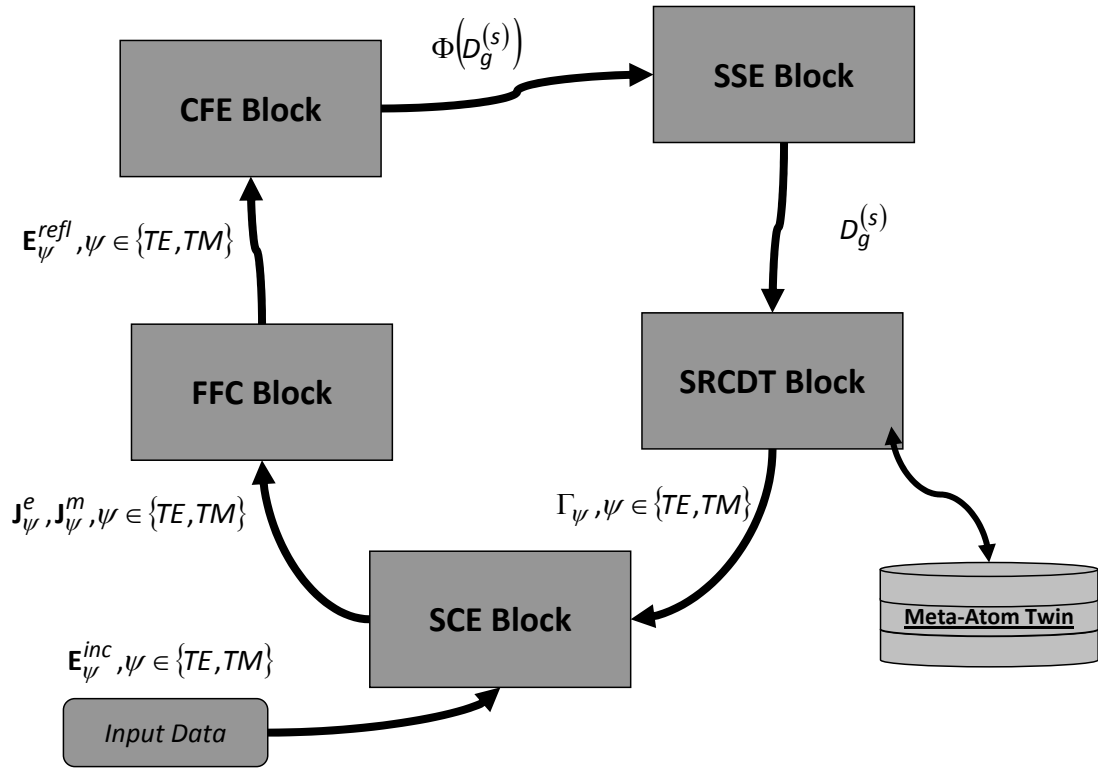 Φ(D_g^(s))
SSE Block
CFE Block
E_ψ^refl, ψ ∈ {TE, TM}
D_g^(s)
FFC Block
SRCDT Block
J_ψ^e, J_ψ^m, ψ ∈ {TE, TM}
Γ_ψ, ψ ∈ {TE, TM}
SCE Block
Meta-Atom Twin
E_ψ^inc, ψ ∈ {TE, TM}
Input Data